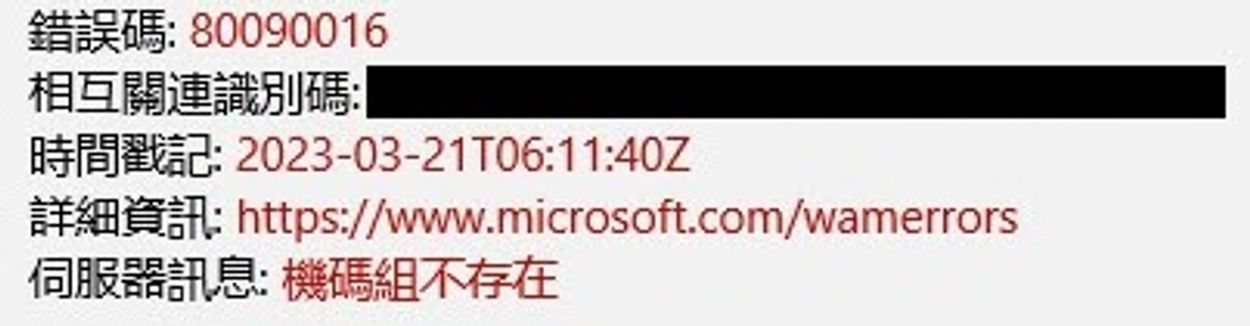 錯誤碼: 80090016
相互關連識別碼:
時間戳記: 2023-03-21T06:11:40Z
詳細資訊: https://www.microsoft.com/wamerrors
伺服器訊息: 機碼組不存在